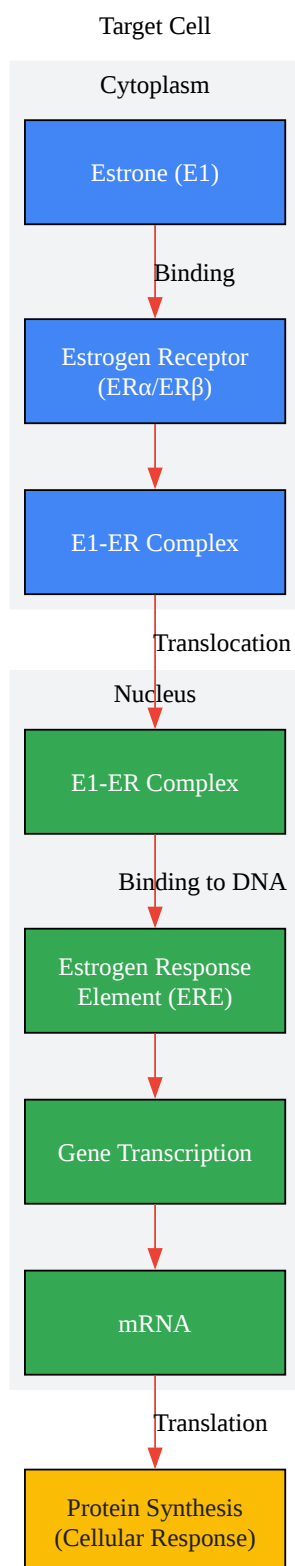 Target Cell
Cytoplasm
Estrone (E1)
Binding
Estrogen Receptor
(ERα/ERβ)
E1-ER Complex
Translocation
Nucleus
E1-ER Complex
Binding to DNA
Estrogen Response
Element (ERE)
Gene Transcription
mRNA
Translation
Protein Synthesis
(Cellular Response)